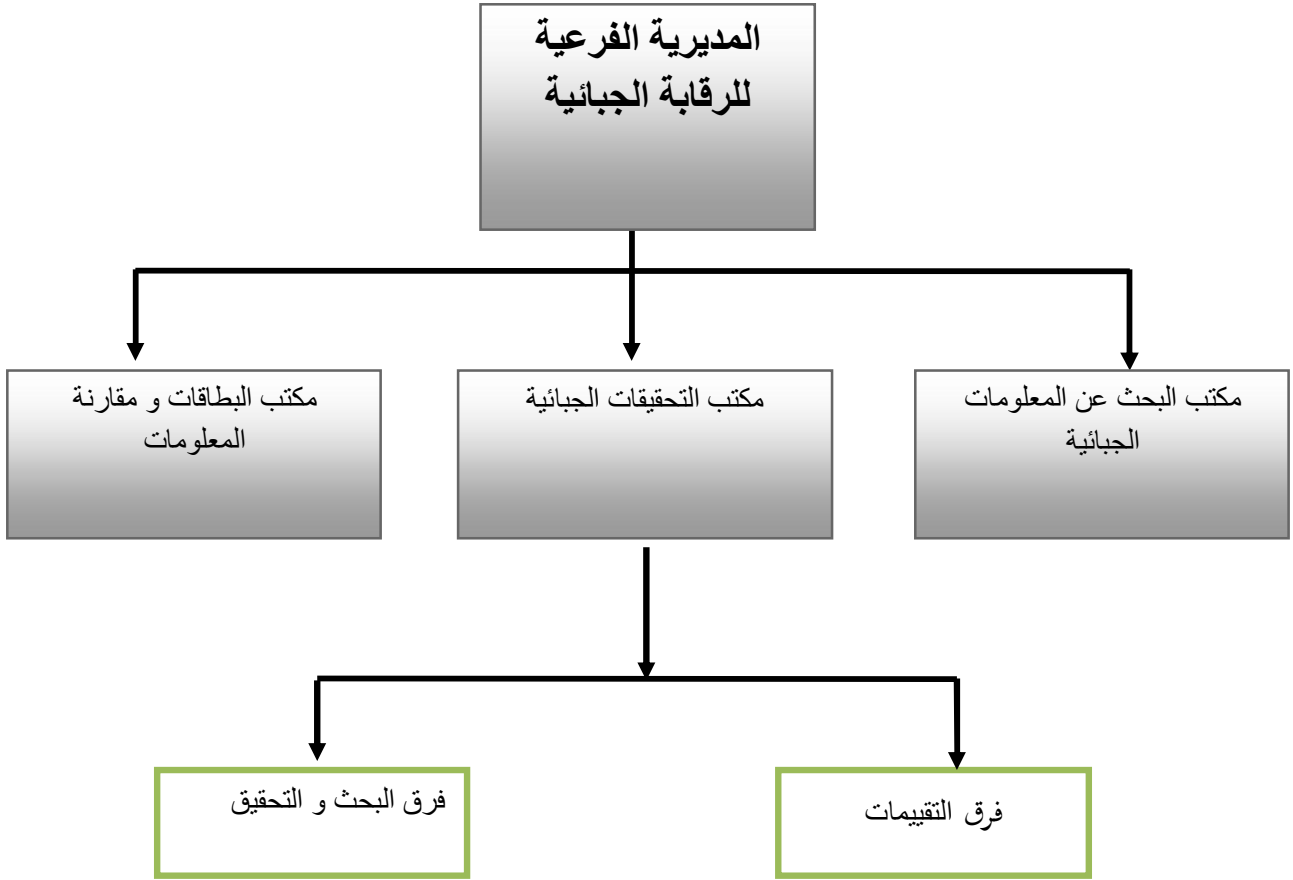 المديرية الفرعية
للرقابة الجبائية
مكتب البحث عن المعلومات
الجبائية
مكتب التحقيقات الجبائية
مكتب البطاقات و مقارنة
المعلومات
فرق التقييمات
فرق البحث و التحقيق